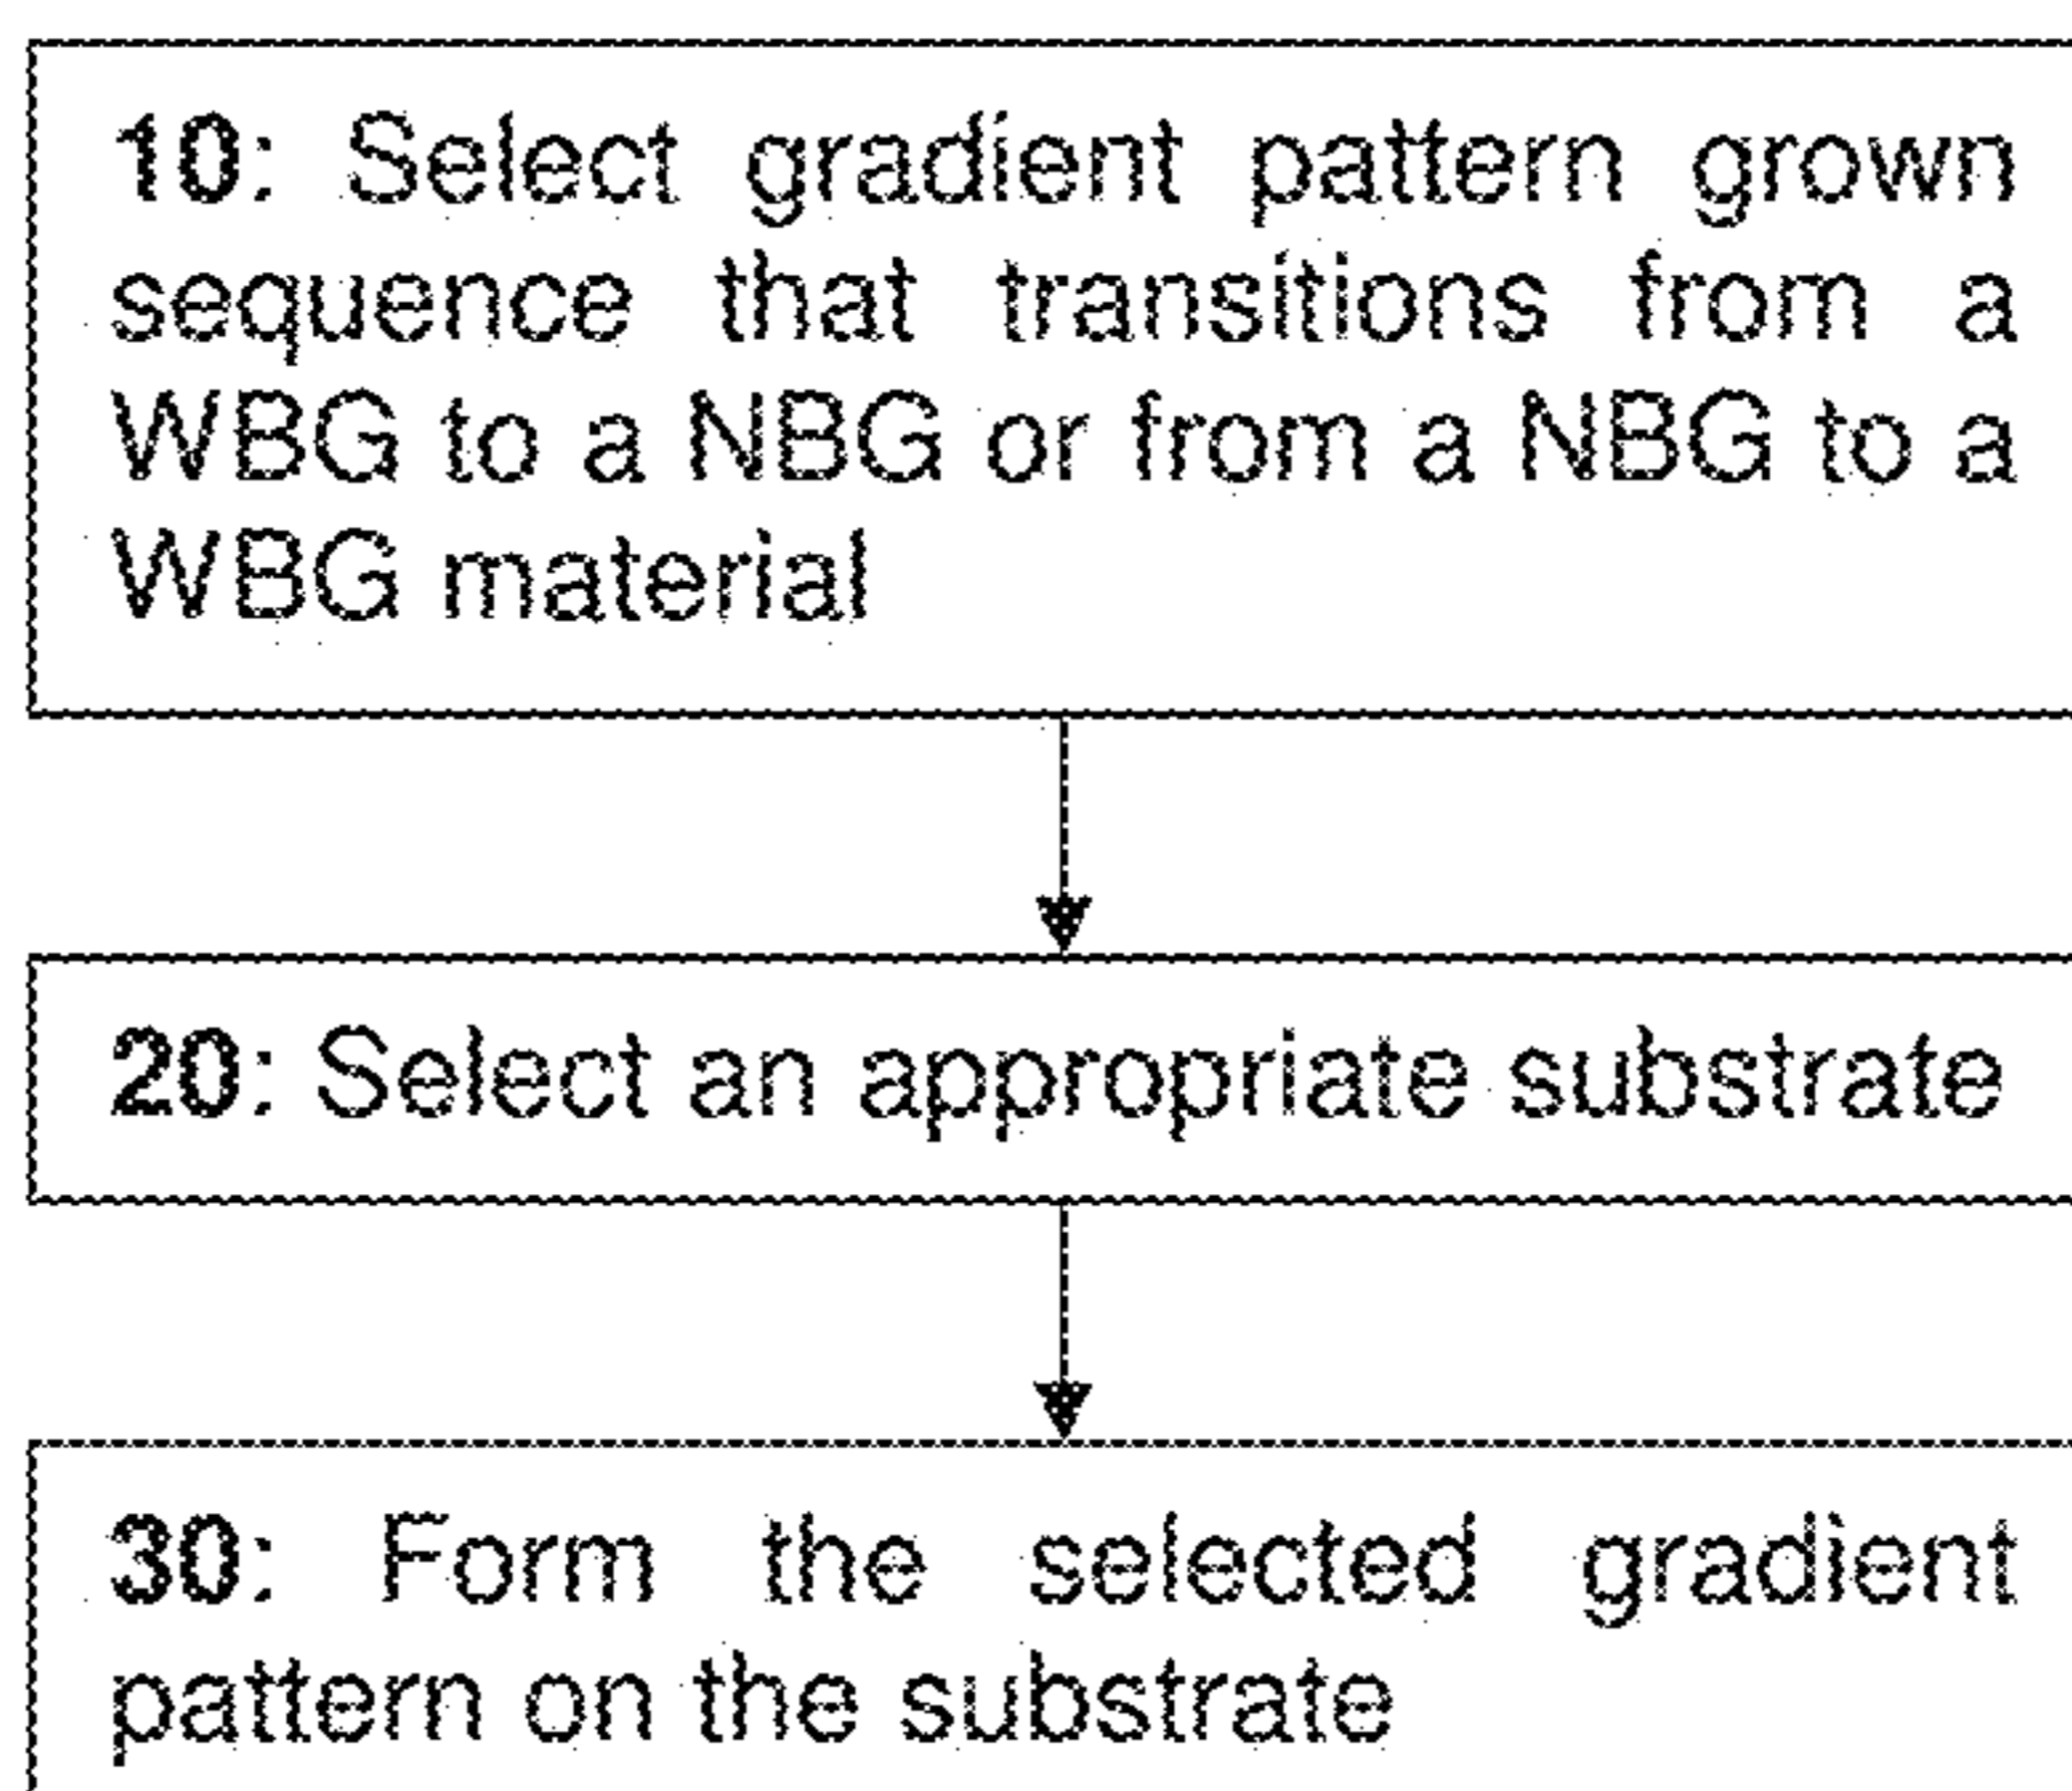 10: Select gradient pattern grown
sequence that transitions from a
WBG to a NBG or from a NBG to a
WBG material
20: Select an appropriate substrate
30: Form the selected gradient
pattern on the substrate